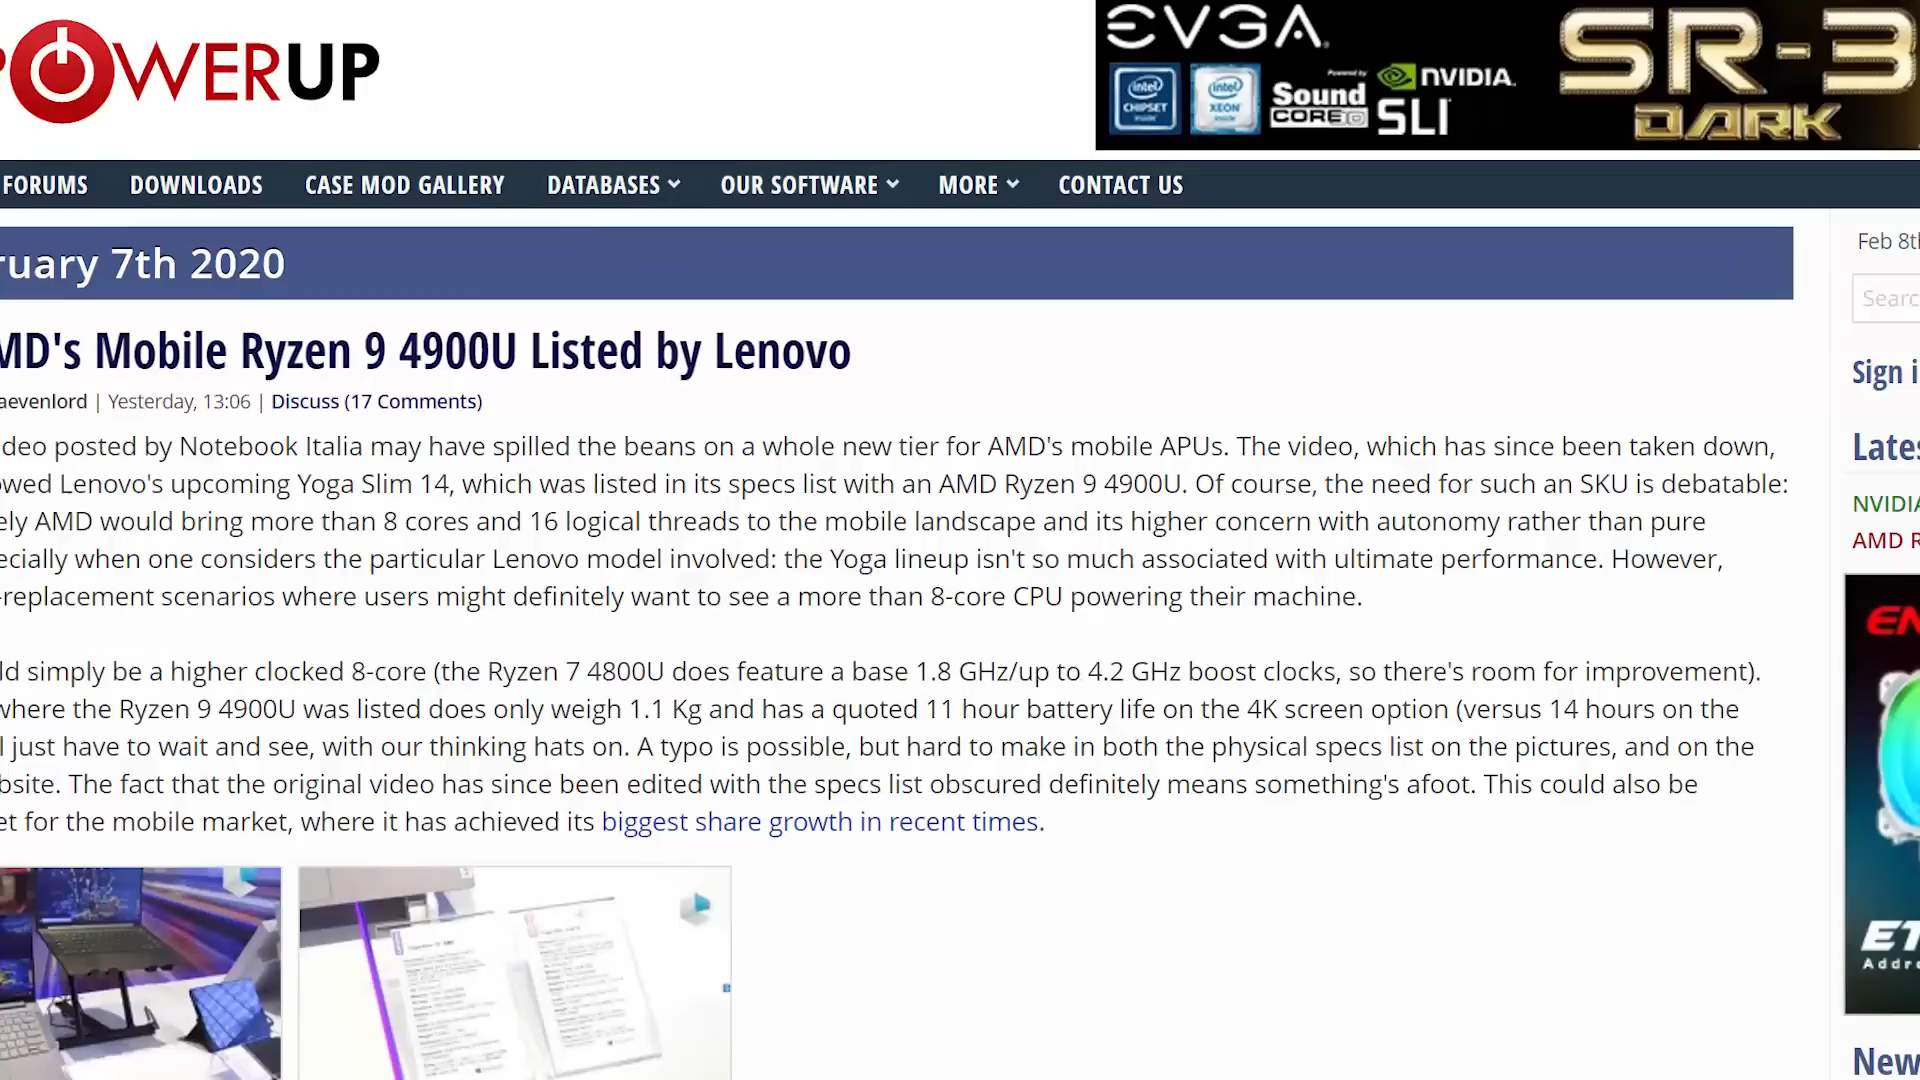 POWERUP
EVGA
intel CHIPSET inside
intel XEON inside
Powered by
Sound CORE3D
NVIDIA
SLI
SR-3
DARK
FORUMS DOWNLOADS CASE MOD GALLERY DATABASES OUR SOFTWARE MORE CONTACT US
ruary 7th 2020
Feb 8th
Searc
MD's Mobile Ryzen 9 4900U Listed by Lenovo
aevenlord | Yesterday, 13:06 | Discuss (17 Comments)
Sign i
deo posted by Notebook Italia may have spilled the beans on a whole new tier for AMD's mobile APUs. The video, which has since been taken down,
owed Lenovo's upcoming Yoga Slim 14, which was listed in its specs list with an AMD Ryzen 9 4900U. Of course, the need for such an SKU is debatable:
ely AMD would bring more than 8 cores and 16 logical threads to the mobile landscape and its higher concern with autonomy rather than pure
ecially when one considers the particular Lenovo model involved: the Yoga lineup isn't so much associated with ultimate performance. However,
-replacement scenarios where users might definitely want to see a more than 8-core CPU powering their machine.
ld simply be a higher clocked 8-core (the Ryzen 7 4800U does feature a base 1.8 GHz/up to 4.2 GHz boost clocks, so there's room for improvement).
where the Ryzen 9 4900U was listed does only weigh 1.1 Kg and has a quoted 11 hour battery life on the 4K screen option (versus 14 hours on the
l just have to wait and see, with our thinking hats on. A typo is possible, but hard to make in both the physical specs list on the pictures, and on the
bsite. The fact that the original video has since been edited with the specs list obscured definitely means something's afoot. This could also be
et for the mobile market, where it has achieved its biggest share growth in recent times.
Lates
NVIDIA
AMD R
EN
ET
Addre
New